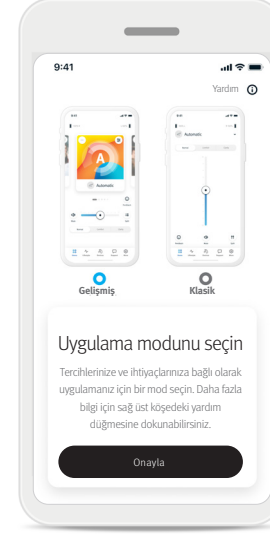 9:41
Yardım
A
Automatic
Automatic
Gelişmiş
Klasik
Uygulama modunu seçin
Tercihlerinize ve ihtiyaçlarınıza bağlı olarak
uygulamanız için bir mod seçin. Daha fazla
bilgi için sağ üst köşedeki yardım
düğmesine dokunabilirsiniz.
Onayla